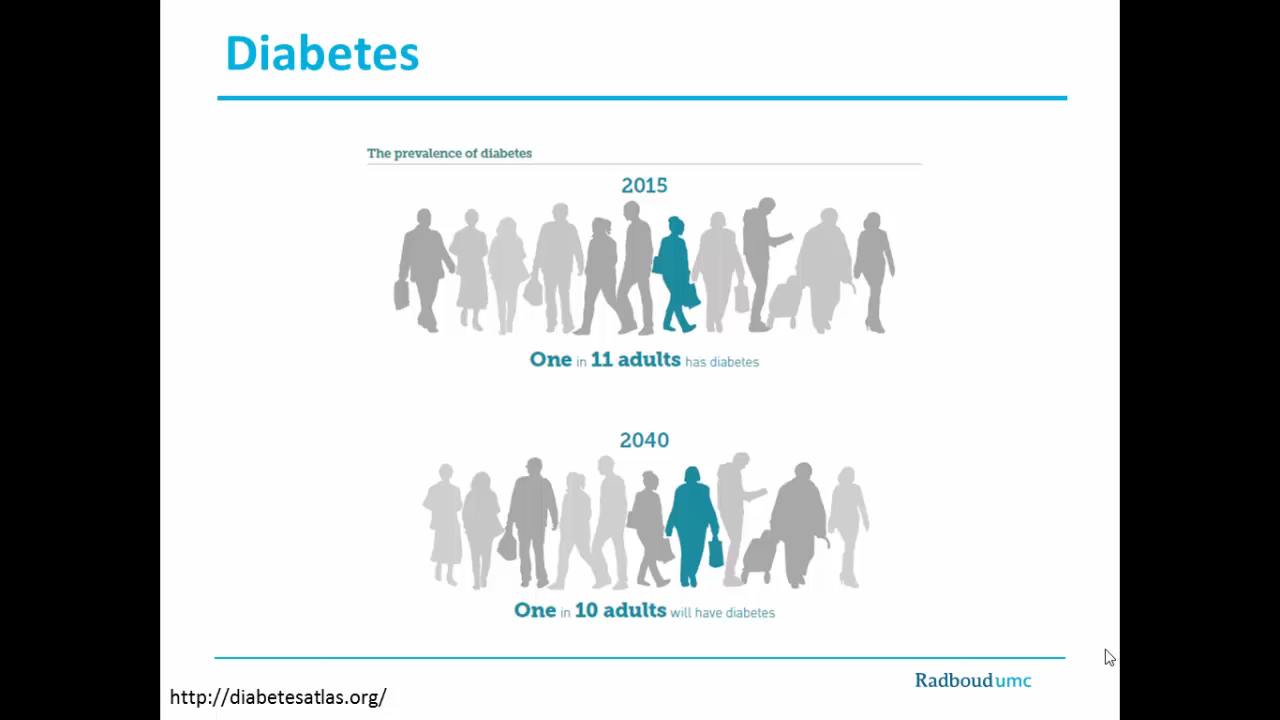 Diabetes
The prevalence of diabetes
2015
One in 11 adults has diabetes
2040
One in 10 adults will have diabetes
Radboudumc
http://diabetesatlas.org/